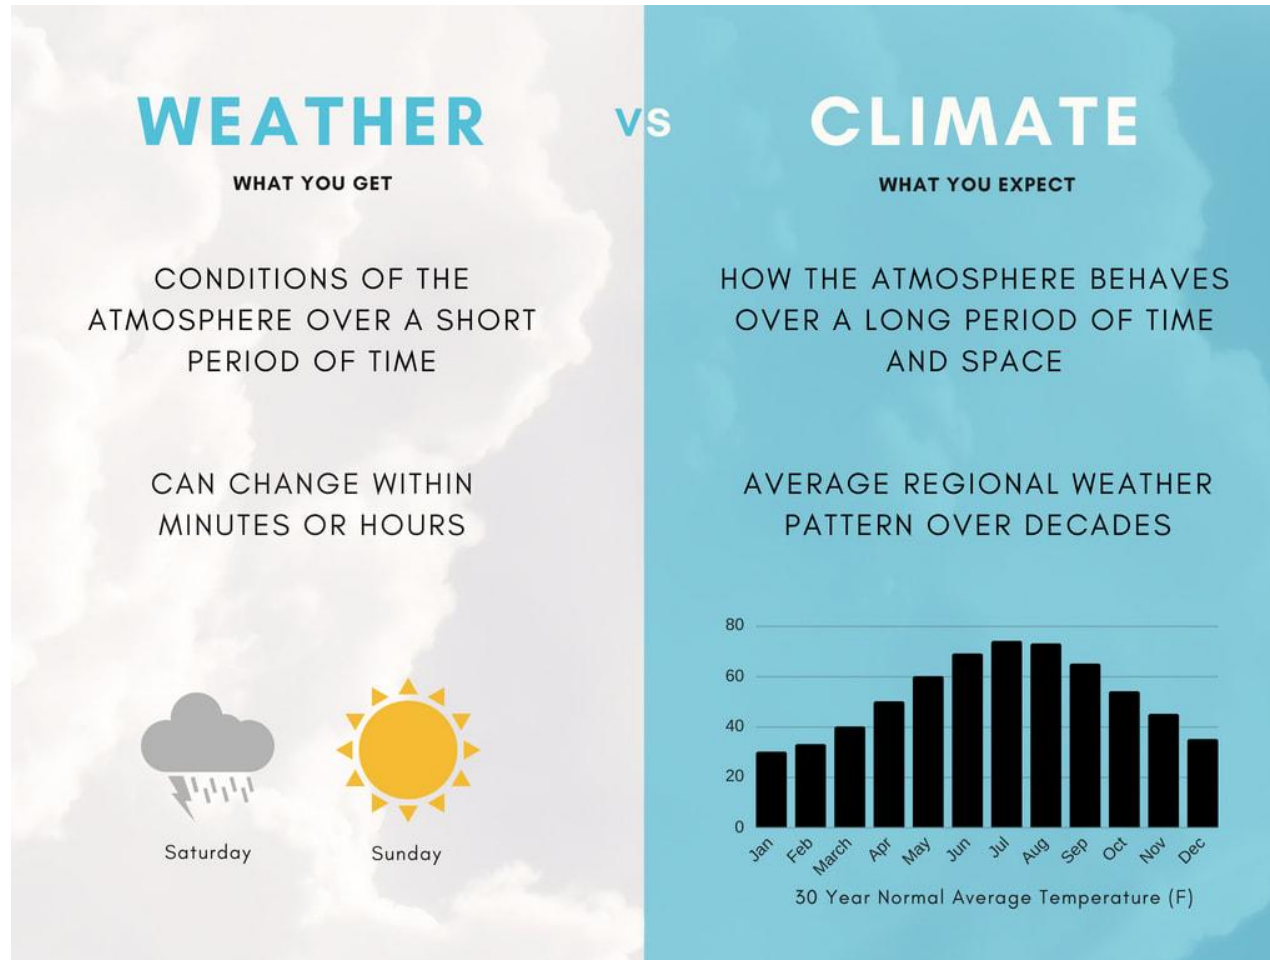 WEATHER
WHAT YOU GET
CONDITIONS OF THE
ATMOSPHERE OVER A SHORT
PERIOD OF TIME
CAN CHANGE WITHIN
MINUTES OR HOURS
Saturday
Sunday
VS
CLIMATE
WHAT YOU EXPECT
HOW THE ATMOSPHERE BEHAVES
OVER A LONG PERIOD OF TIME
AND SPACE
AVERAGE REGIONAL WEATHER
PATTERN OVER DECADES
80
60
40
20
0
Jan
Feb
March
Apr
May
Jun
Jul
Aug
Sep
Oct
Nov
Dec
30 Year Normal Average Temperature (F)